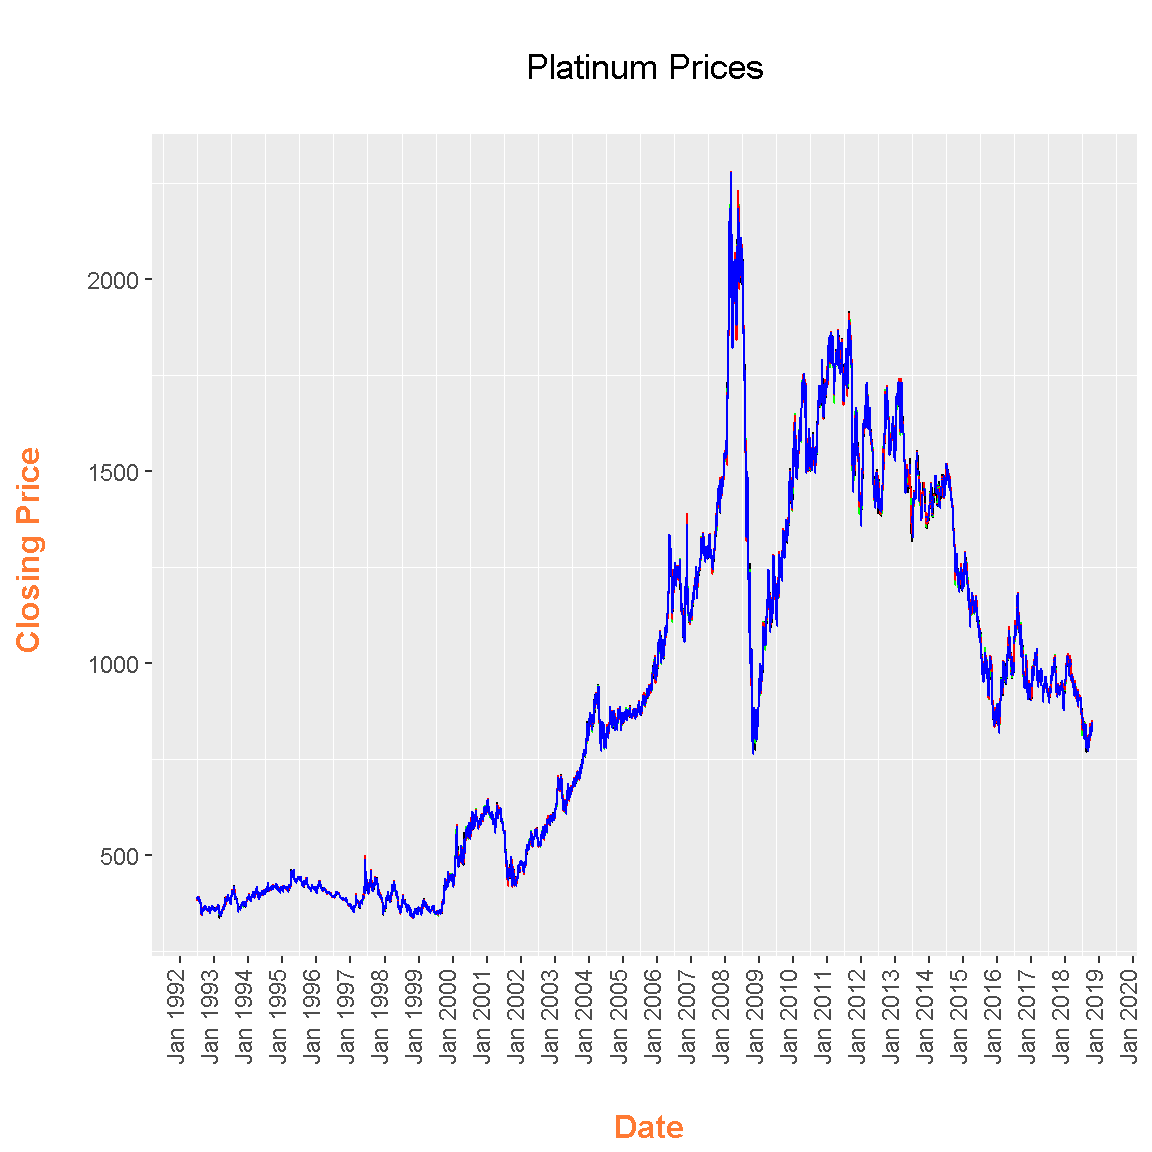 Platinum Prices
Closing Price
2000
1500
1000
500
Jan 1992
Jan 1993
Jan 1994
Jan 1995
Jan 1996
Jan 1997
Jan 1998
Jan 1999
Jan 2000
Jan 2001
Jan 2002
Jan 2003
Jan 2004
Jan 2005
Jan 2006
Jan 2007
Jan 2008
Jan 2009
Jan 2010
Jan 2011
Jan 2012
Jan 2013
Jan 2014
Jan 2015
Jan 2016
Jan 2017
Jan 2018
Jan 2019
Jan 2020
Date